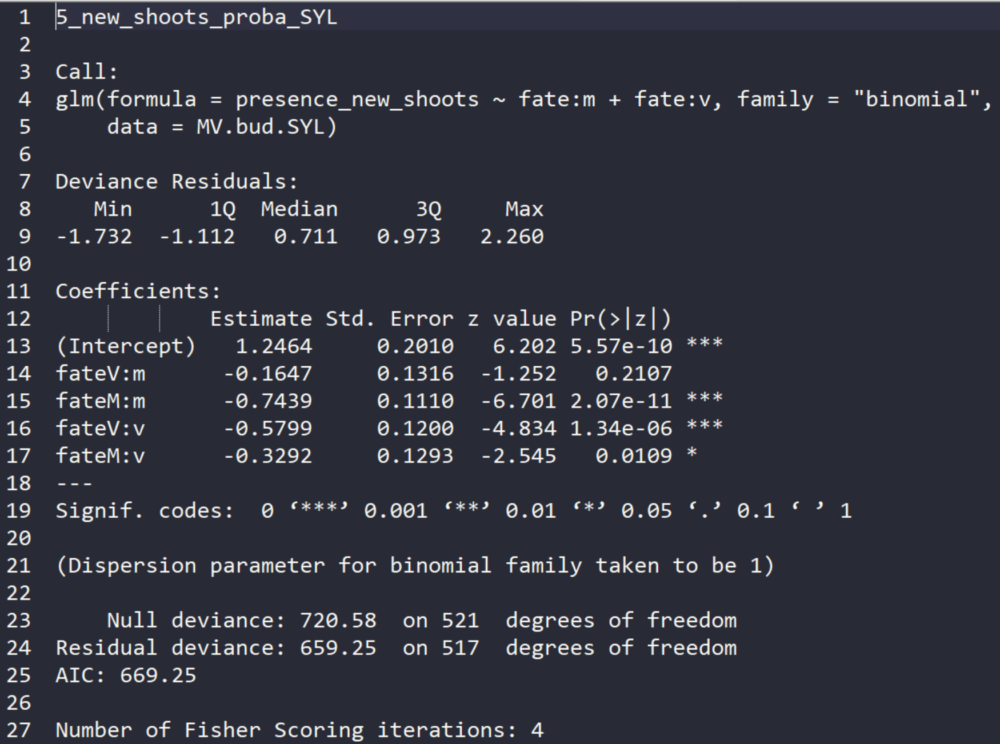 1 5_new_shoots_proba_SYL
2
3 Call:
4 glm(formula = presence_new_shoots ~ fate:m + fate:v, family = "binomial",
5     data = MV.bud.SYL)
6
7 Deviance Residuals:
8    Min      1Q  Median      3Q     Max
9 -1.732  -1.112   0.711   0.973   2.260
10
11 Coefficients:
12             Estimate Std. Error z value Pr(>|z|)
13 (Intercept)   1.2464     0.2010   6.202 5.57e-10 ***
14 fateV:m      -0.1647     0.1316  -1.252   0.2107
15 fateM:m      -0.7439     0.1110  -6.701 2.07e-11 ***
16 fateV:v      -0.5799     0.1200  -4.834 1.34e-06 ***
17 fateM:v      -0.3292     0.1293  -2.545   0.0109 *
18 ---
19 Signif. codes:  0 ‘***’ 0.001 ‘**’ 0.01 ‘*’ 0.05 ‘.’ 0.1 ‘ ’ 1
20
21 (Dispersion parameter for binomial family taken to be 1)
22
23     Null deviance: 720.58  on 521  degrees of freedom
24 Residual deviance: 659.25  on 517  degrees of freedom
25 AIC: 669.25
26
27 Number of Fisher Scoring iterations: 4